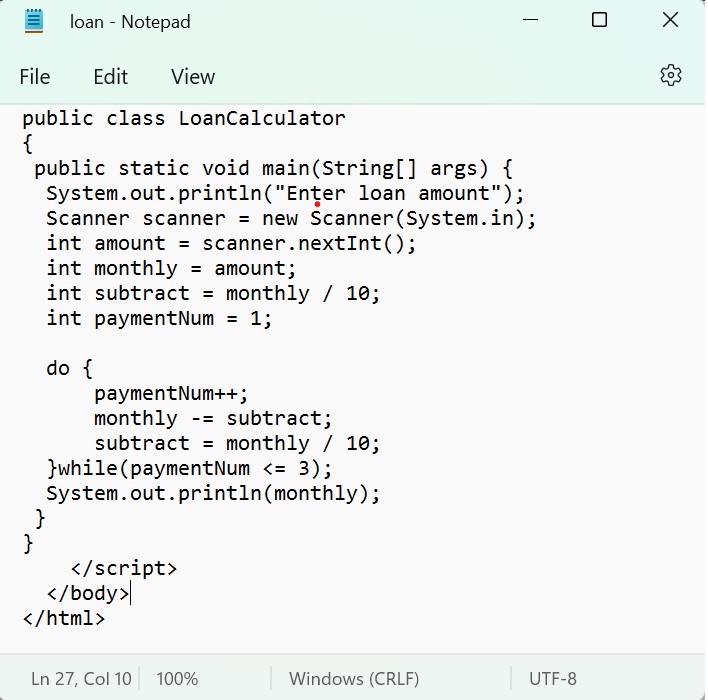 loan - Notepad
File Edit View
public class LoanCalculator
{
 public static void main(String[] args) {
  System.out.println("Enter loan amount");
  Scanner scanner = new Scanner(System.in);
  int amount = scanner.nextInt();
  int monthly = amount;
  int subtract = monthly / 10;
  int paymentNum = 1;

  do {
      paymentNum++;
      monthly -= subtract;
      subtract = monthly / 10;
  }while(paymentNum <= 3);
  System.out.println(monthly);
 }
}
    </script>
  </body>
</html>
Ln 27, Col 10 100% Windows (CRLF) UTF-8